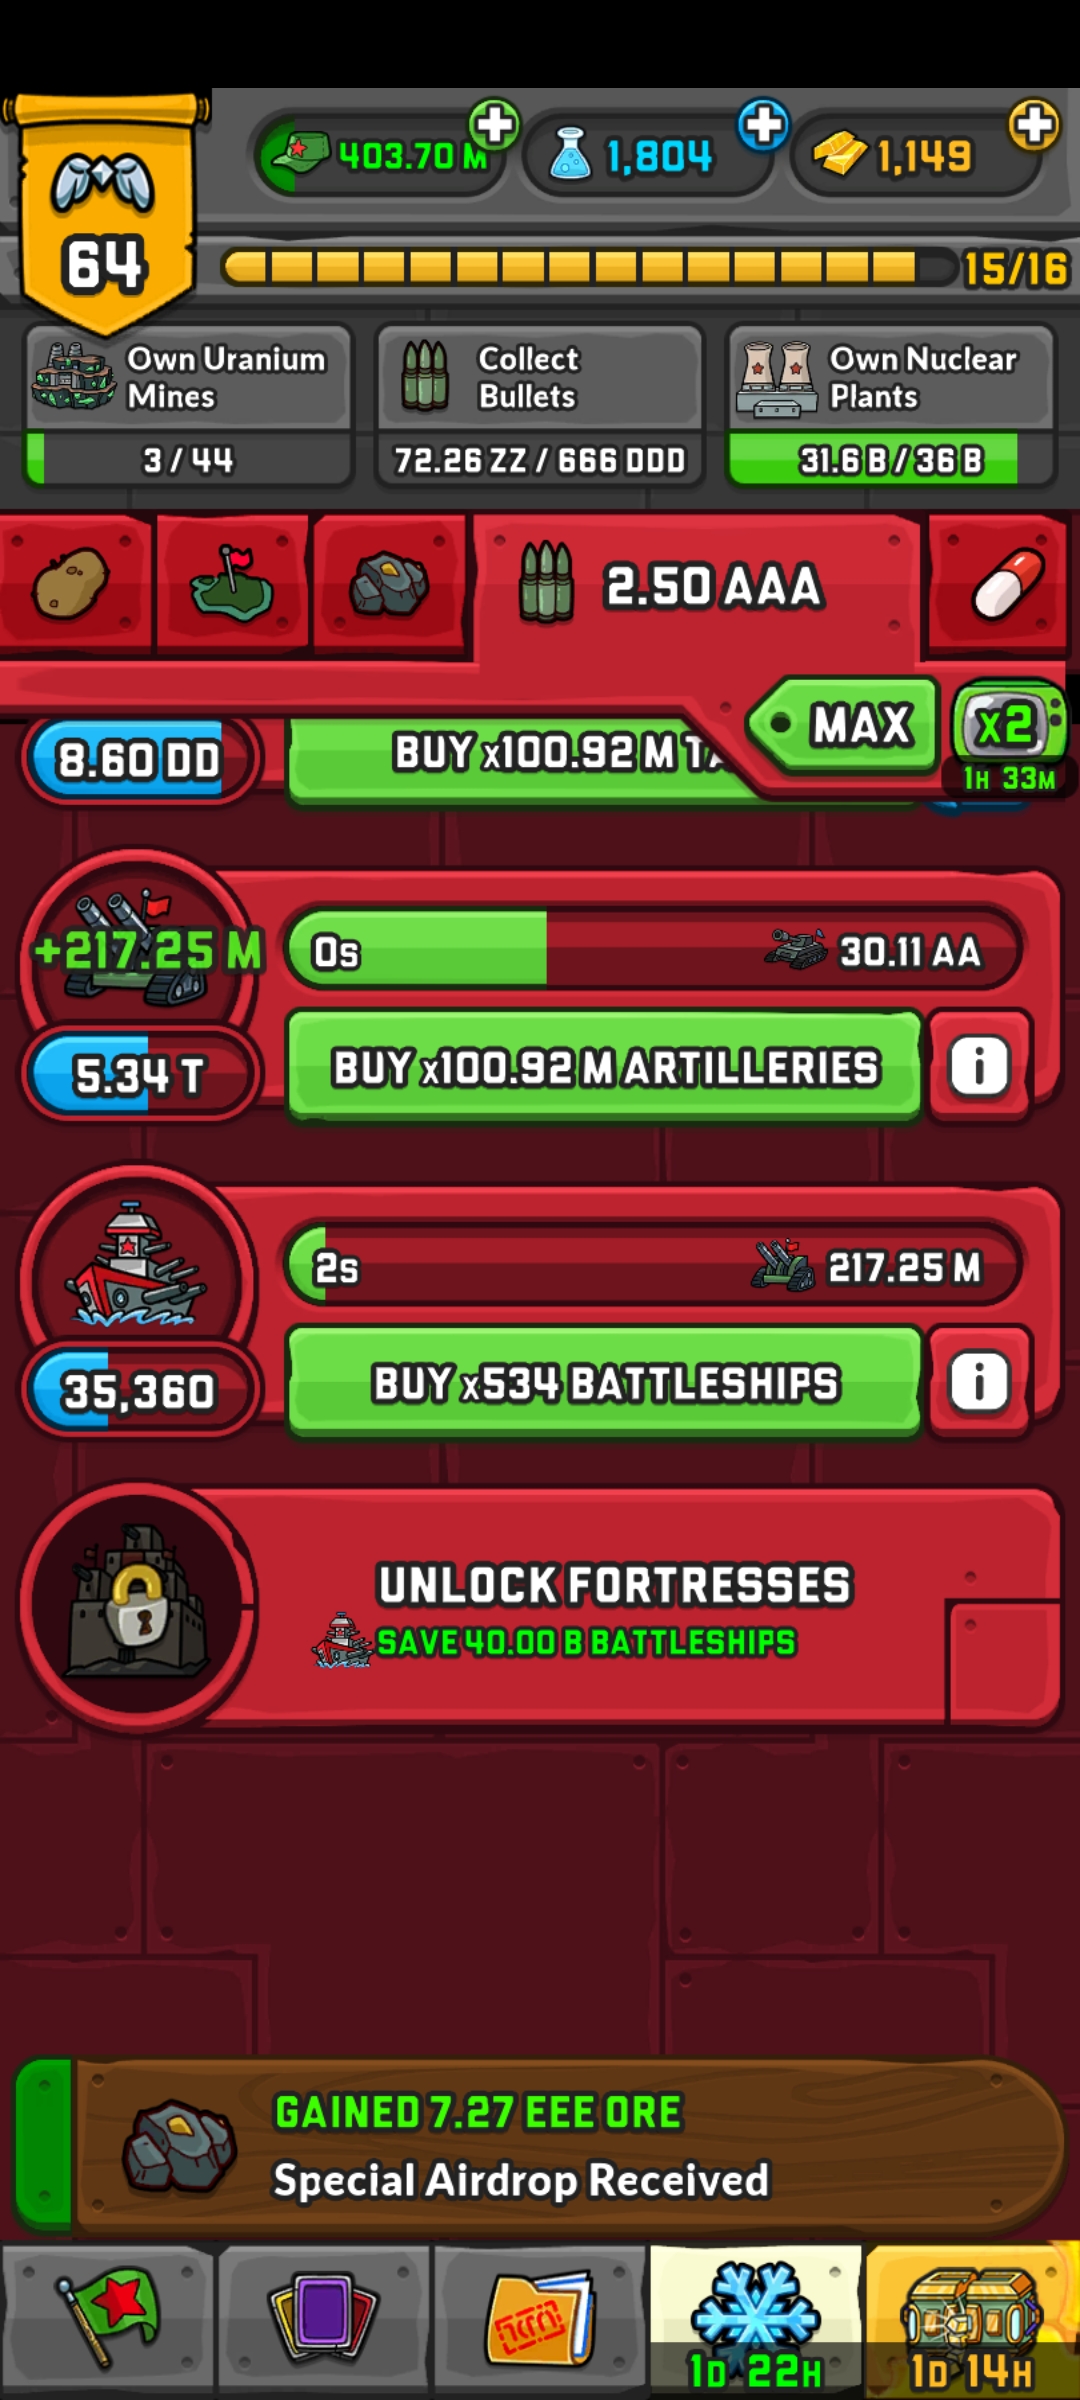 64
403.70 M
1,804
1,149
15/16
Own Uranium
Mines
3 / 44
Collect
Bullets
72.26 ZZ / 666 DDD
Own Nuclear
Plants
31.6 B / 36 B
2.50 AAA
MAX
x2
1H 33M
8.60 DD
BUY x100.92 M
+217.25 M
0s
30.11 AA
5.34 T
BUY x100.92 M ARTILLERIES
i
2s
217.25 M
35,360
BUY x534 BATTLESHIPS
i
UNLOCK FORTRESSES
SAVE 40.00 B BATTLESHIPS
GAINED 7.27 EEE ORE
Special Airdrop Received
1D 22H
1D 14H